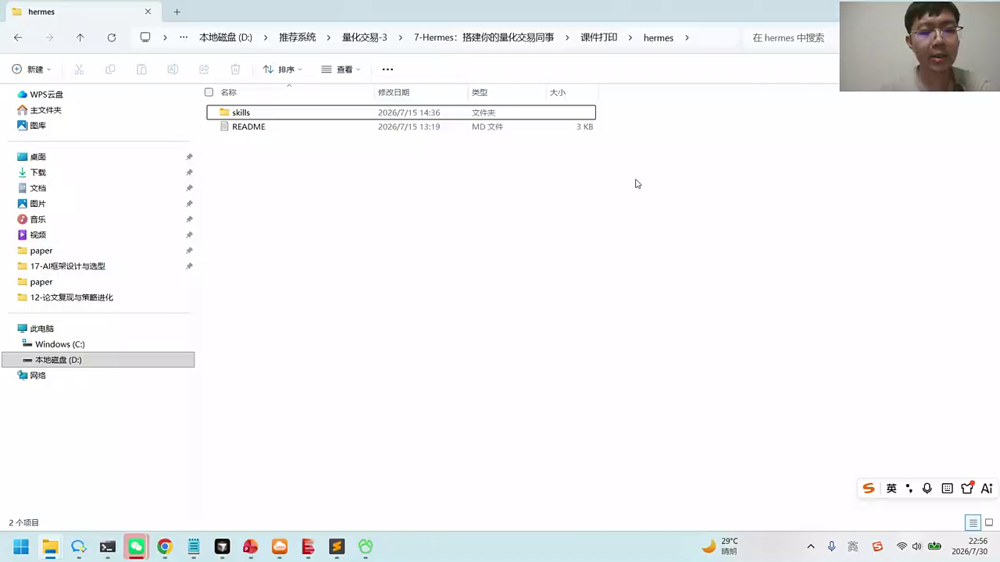 hermes
本地磁盘 (D:) 推荐系统 量化交易-3 7-Hermes：搭建你的量化交易同事 课件打印 hermes
在 hermes 中搜索
新建 排序 查看
名称 修改日期 类型 大小
skills 2026/7/15 14:36 文件夹
README 2026/7/15 13:19 MD 文件 3 KB
WPS云盘
主文件夹
图库
桌面
下载
文档
图片
音乐
视频
paper
17-AI框架设计与选型
paper
12-论文复现与策略进化
此电脑
Windows (C:)
本地磁盘 (D:)
网络
英
2 个项目
29°C
晴朗
英
22:56
2026/7/30